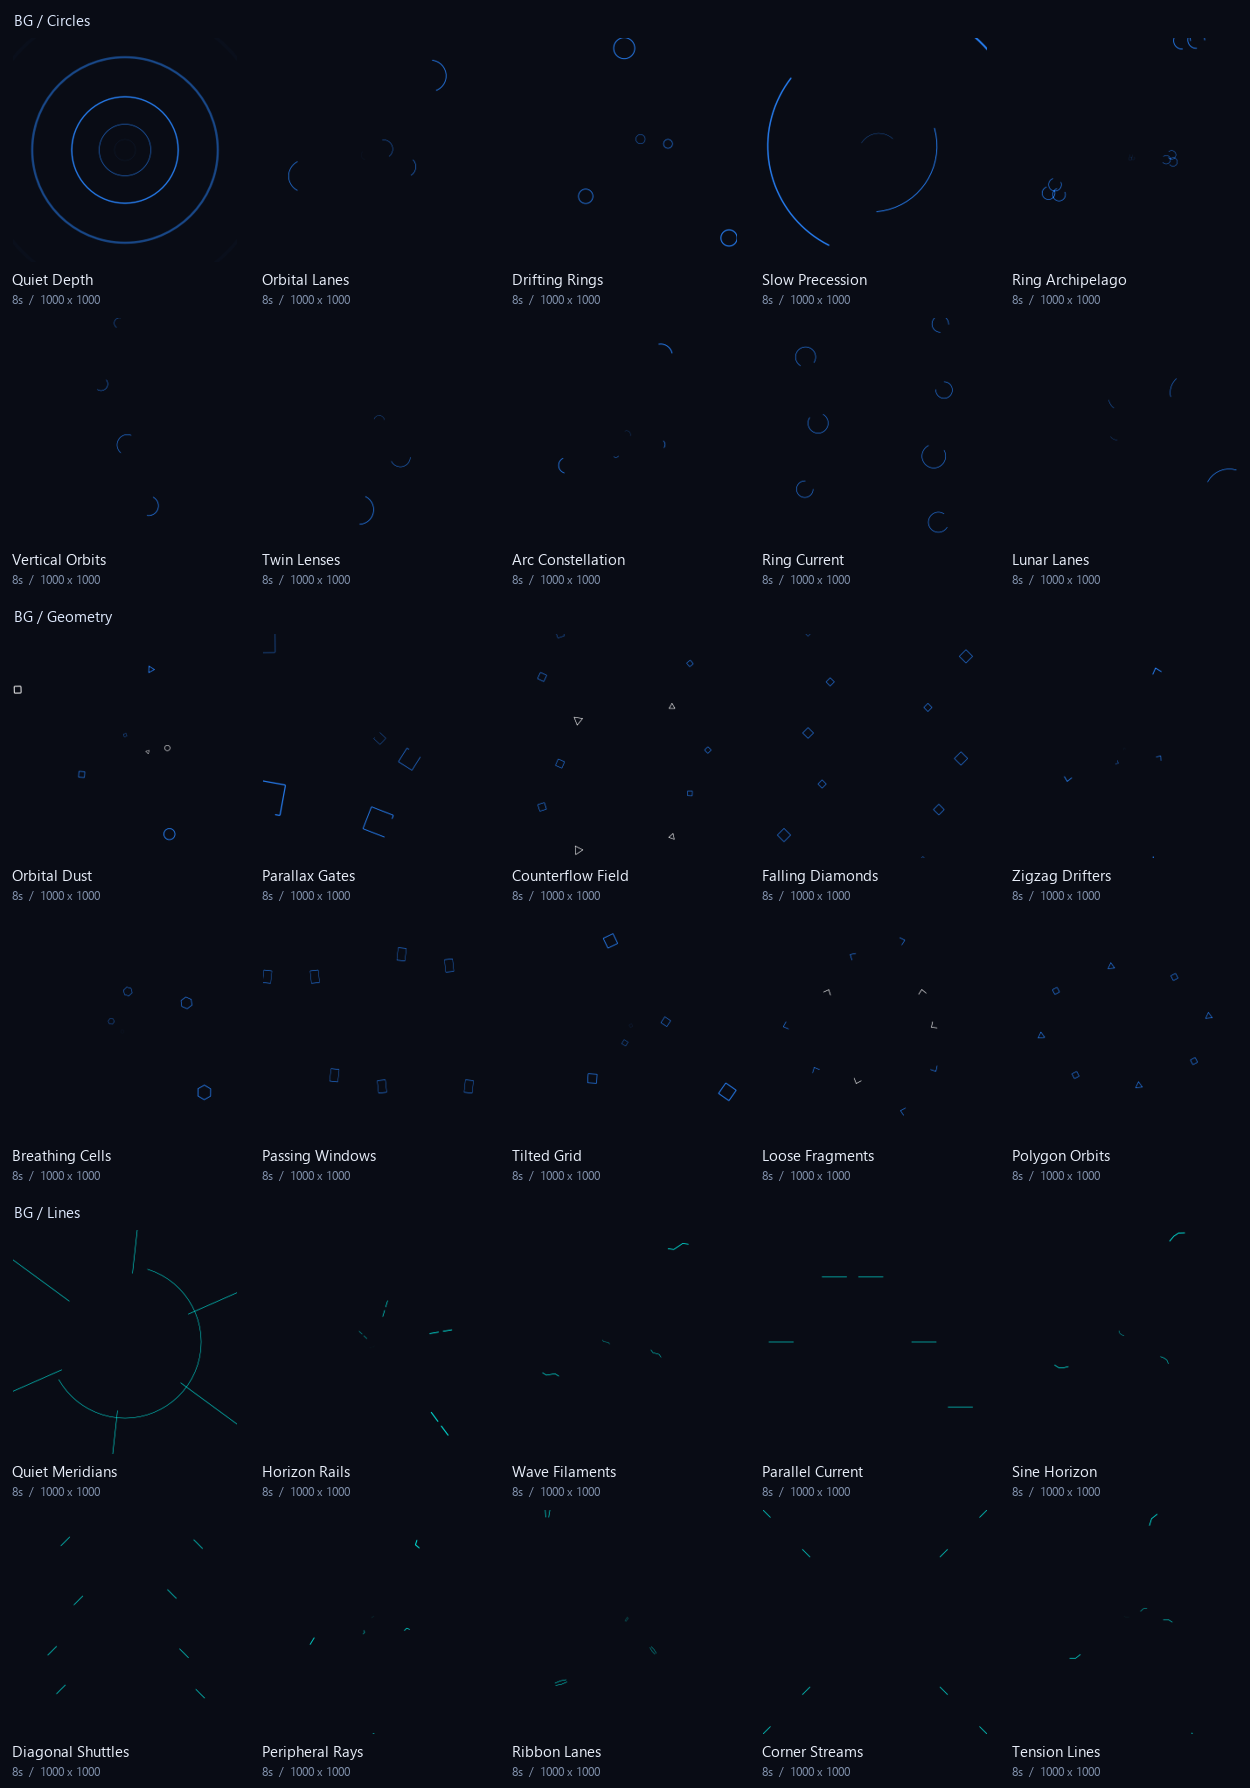 BG / Circles
Quiet Depth
8s / 1000 x 1000
Orbital Lanes
8s / 1000 x 1000
Drifting Rings
8s / 1000 x 1000
Slow Precession
8s / 1000 x 1000
Ring Archipelago
8s / 1000 x 1000
Vertical Orbits
8s / 1000 x 1000
Twin Lenses
8s / 1000 x 1000
Arc Constellation
8s / 1000 x 1000
Ring Current
8s / 1000 x 1000
Lunar Lanes
8s / 1000 x 1000
BG / Geometry
Orbital Dust
8s / 1000 x 1000
Parallax Gates
8s / 1000 x 1000
Counterflow Field
8s / 1000 x 1000
Falling Diamonds
8s / 1000 x 1000
Zigzag Drifters
8s / 1000 x 1000
Breathing Cells
8s / 1000 x 1000
Passing Windows
8s / 1000 x 1000
Tilted Grid
8s / 1000 x 1000
Loose Fragments
8s / 1000 x 1000
Polygon Orbits
8s / 1000 x 1000
BG / Lines
Quiet Meridians
8s / 1000 x 1000
Horizon Rails
8s / 1000 x 1000
Wave Filaments
8s / 1000 x 1000
Parallel Current
8s / 1000 x 1000
Sine Horizon
8s / 1000 x 1000
Diagonal Shuttles
8s / 1000 x 1000
Peripheral Rays
8s / 1000 x 1000
Ribbon Lanes
8s / 1000 x 1000
Corner Streams
8s / 1000 x 1000
Tension Lines
8s / 1000 x 1000